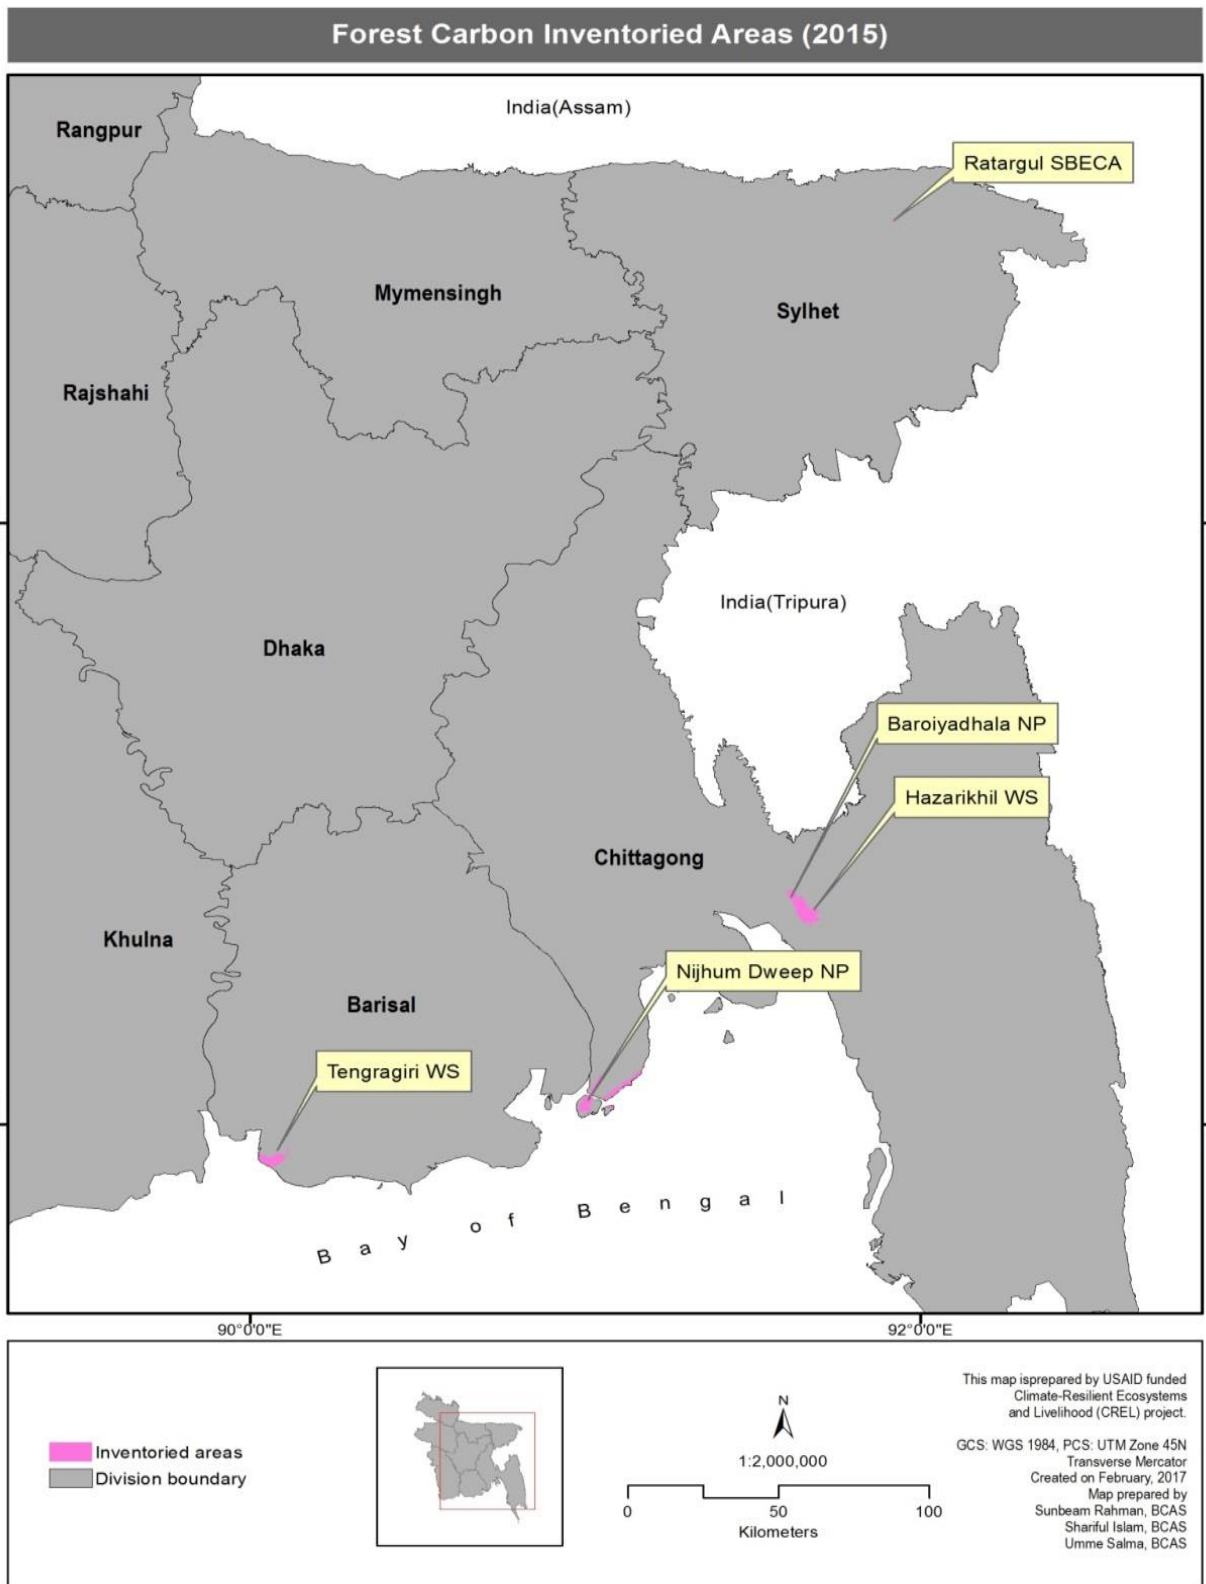 Forest Carbon Inventoried Areas (2015)
India(Assam)
Rangpur
Ratargul SBECA
Mymensingh
Sylhet
Rajshahi
India(Tripura)
Dhaka
Baroiyadhala NP
Hazarikhil WS
Chittagong
Khulna
Nijhum Dweep NP
Barisal
Tengragiri WS
Bay of Bengal
90°0'0"E
92°0'0"E
Inventoried areas
Division boundary
N
1:2,000,000
0 50 100
Kilometers
This map isprepared by USAID funded
Climate-Resilient Ecosystems
and Livelihood (CREL) project.
GCS: WGS 1984, PCS: UTM Zone 45N
Transverse Mercator
Created on February, 2017
Map prepared by
Sunbeam Rahman, BCAS
Shariful Islam, BCAS
Umme Salma, BCAS